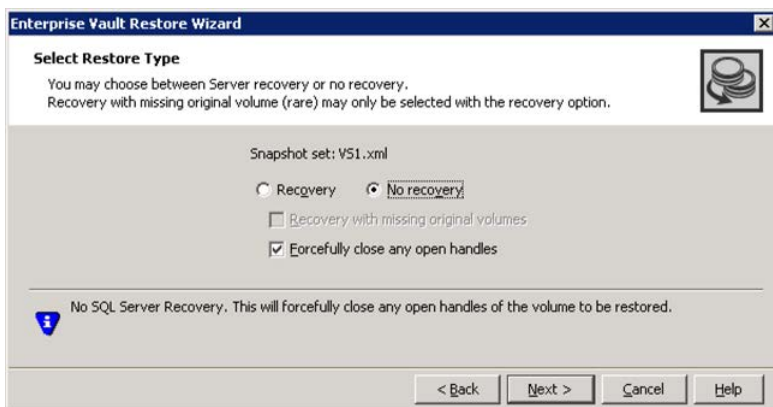 Enterprise Vault Restore Wizard
Select Restore Type
You may choose between Server recovery or no recovery.
Recovery with missing original volume (rare) may only be selected with the recovery option.
Snapshot set: VS1.xml
Recovery No recovery
Recovery with missing original volumes
Forcefully close any open handles
No SQL Server Recovery. This will forcefully close any open handles of the volume to be restored.
< Back Next > Cancel Help